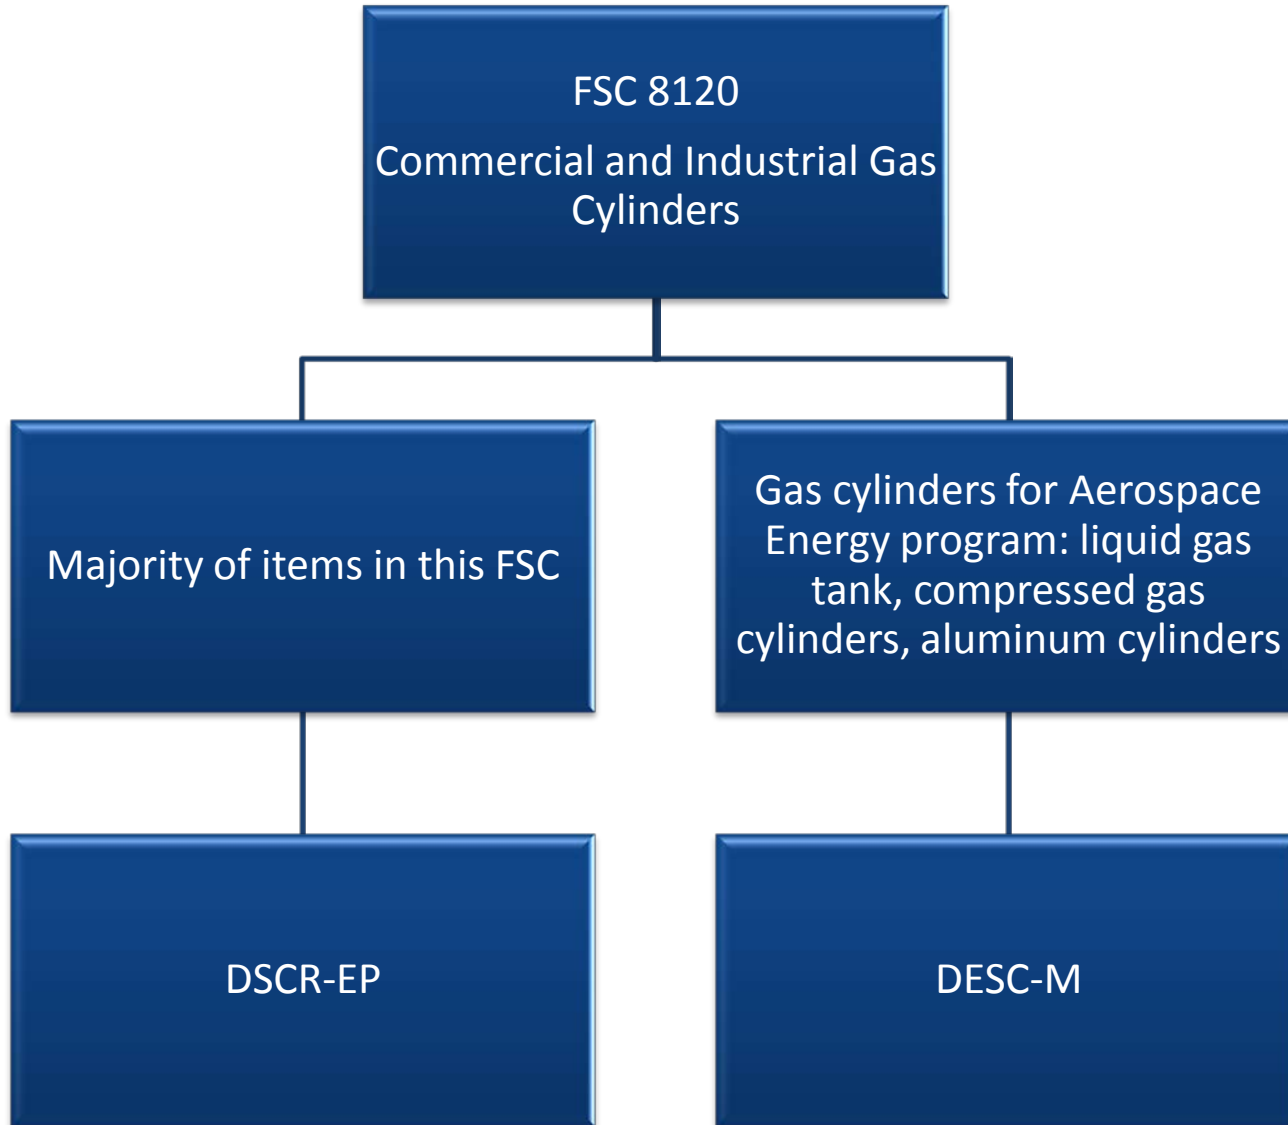 FSC 8120
Commercial and Industrial Gas
Cylinders
Majority of items in this FSC
Gas cylinders for Aerospace
Energy program: liquid gas
tank, compressed gas
cylinders, aluminum cylinders
DSCR-EP
DESC-M